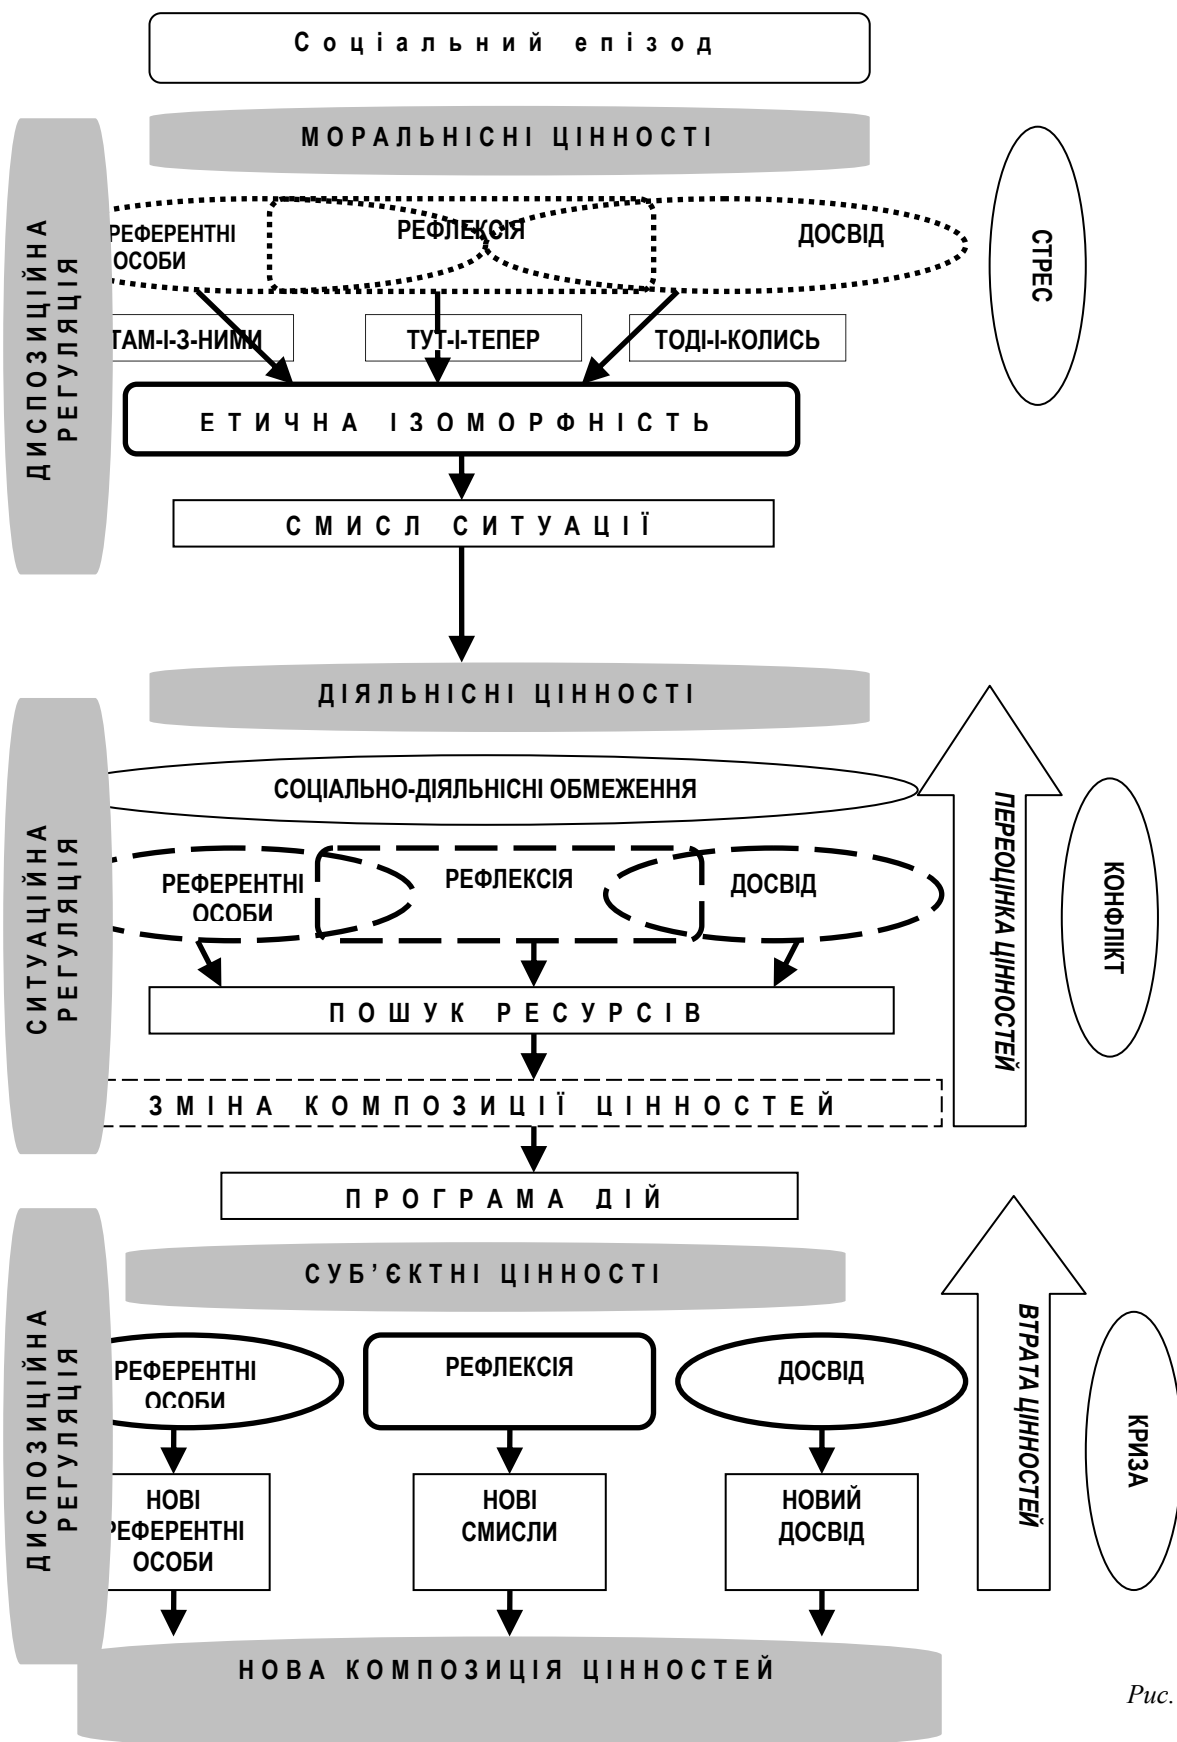 Соціальний епізод
МОРАЛЬНІСНІ ЦІННОСТІ
ДИСПОЗИЦІЙНА
РЕГУЛЯЦІЯ
РЕФЕРЕНТНІ
ОСОБИ
РЕФЛЕКСІЯ
ДОСВІД
СТРЕС
ТАМ-І-З-НИМИ
ТУТ-І-ТЕПЕР
ТОДІ-І-КОЛИСЬ
ЕТИЧНА ІЗОМОРФНІСТЬ
СМИСЛ СИТУАЦІЇ
ДІЯЛЬНІСНІ ЦІННОСТІ
СИТУАЦІЙНА
РЕГУЛЯЦІЯ
СОЦІАЛЬНО-ДІЯЛЬНІСНІ ОБМЕЖЕННЯ
РЕФЕРЕНТНІ
ОСОБИ
РЕФЛЕКСІЯ
ДОСВІД
ПЕРЕОЦІНКА ЦІННОСТЕЙ
КОНФЛІКТ
ПОШУК РЕСУРСІВ
ЗМІНА КОМПОЗИЦІЇ ЦІННОСТЕЙ
ПРОГРАМА ДІЙ
СУБ’ЄКТНІ ЦІННОСТІ
ДИСПОЗИЦІЙНА
РЕГУЛЯЦІЯ
РЕФЕРЕНТНІ
ОСОБИ
РЕФЛЕКСІЯ
ДОСВІД
ВТРАТА ЦІННОСТЕЙ
КРИЗА
НОВІ
РЕФЕРЕНТНІ
ОСОБИ
НОВІ
СМИСЛИ
НОВИЙ
ДОСВІД
НОВА КОМПОЗИЦІЯ ЦІННОСТЕЙ
Рис.